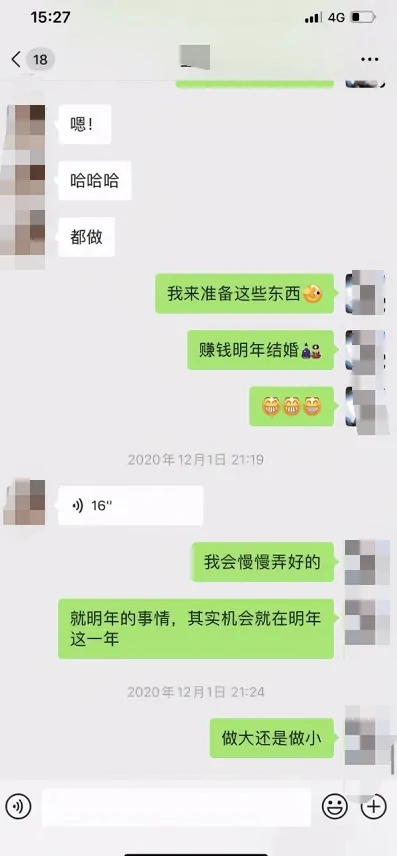 15:27
4G
18
嗯！
哈哈哈
都做
我来准备这些东西
赚钱明年结婚
2020年12月1日 21:19
16"
我会慢慢弄好的
就明年的事情，其实机会就在明年
这一年
2020年12月1日 21:24
做大还是做小